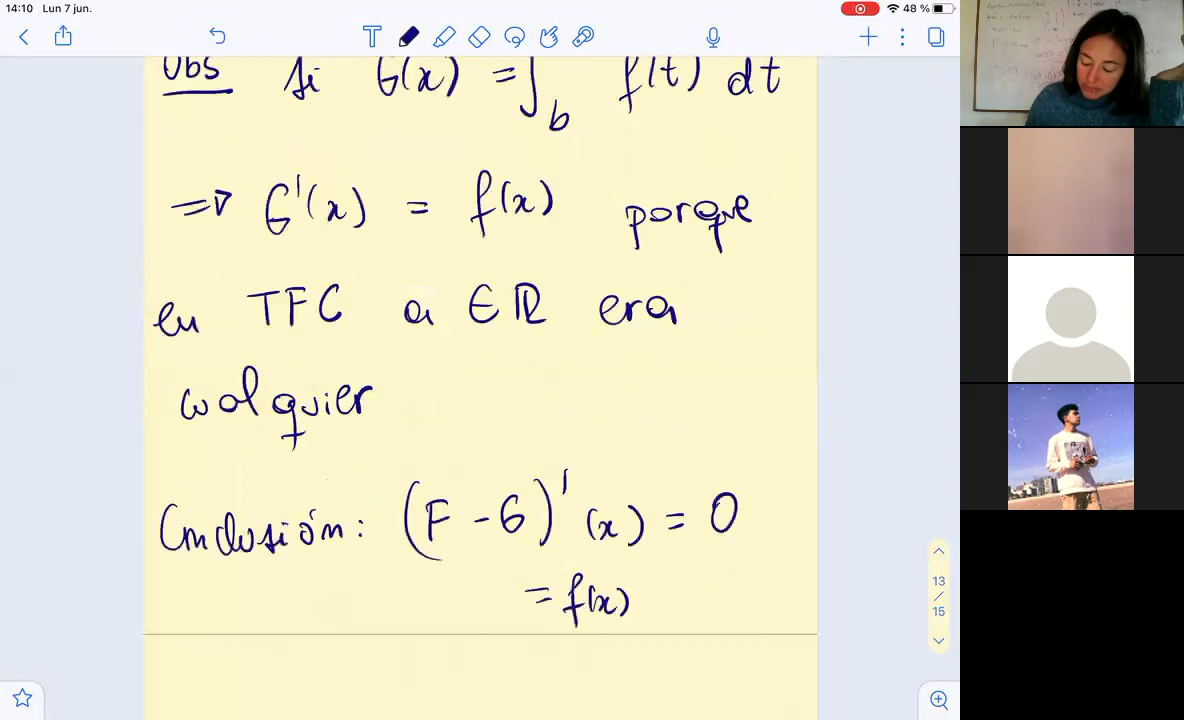 14:10 Lun 7 jun.
48 %
T
Obs si G(x) = ∫_b f(t) dt
=> G'(x) = f(x) porque
en TFC a ∈ ℝ era
cualquier
Conclusión: (F - G)' (x) = 0
= f(x)
13
/
15